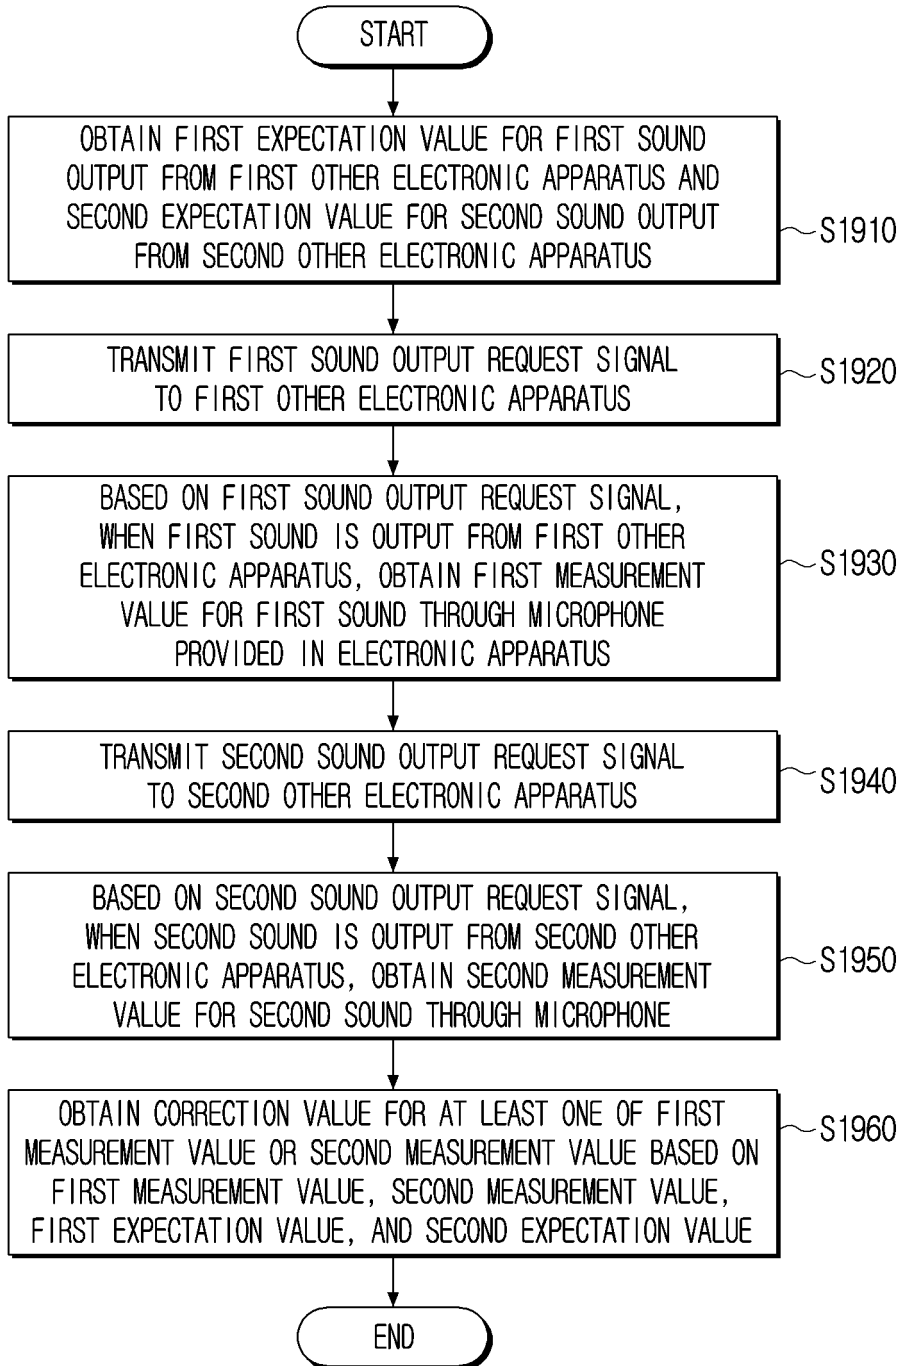 START
OBTAIN FIRST EXPECTATION VALUE FOR FIRST SOUND
OUTPUT FROM FIRST OTHER ELECTRONIC APPARATUS AND
SECOND EXPECTATION VALUE FOR SECOND SOUND OUTPUT
FROM SECOND OTHER ELECTRONIC APPARATUS
S1910
TRANSMIT FIRST SOUND OUTPUT REQUEST SIGNAL
TO FIRST OTHER ELECTRONIC APPARATUS
S1920
BASED ON FIRST SOUND OUTPUT REQUEST SIGNAL,
WHEN FIRST SOUND IS OUTPUT FROM FIRST OTHER
ELECTRONIC APPARATUS, OBTAIN FIRST MEASUREMENT
VALUE FOR FIRST SOUND THROUGH MICROPHONE
PROVIDED IN ELECTRONIC APPARATUS
S1930
TRANSMIT SECOND SOUND OUTPUT REQUEST SIGNAL
TO SECOND OTHER ELECTRONIC APPARATUS
S1940
BASED ON SECOND SOUND OUTPUT REQUEST SIGNAL,
WHEN SECOND SOUND IS OUTPUT FROM SECOND OTHER
ELECTRONIC APPARATUS, OBTAIN SECOND MEASUREMENT
VALUE FOR SECOND SOUND THROUGH MICROPHONE
S1950
OBTAIN CORRECTION VALUE FOR AT LEAST ONE OF FIRST
MEASUREMENT VALUE OR SECOND MEASUREMENT VALUE BASED ON
FIRST MEASUREMENT VALUE, SECOND MEASUREMENT VALUE,
FIRST EXPECTATION VALUE, AND SECOND EXPECTATION VALUE
S1960
END